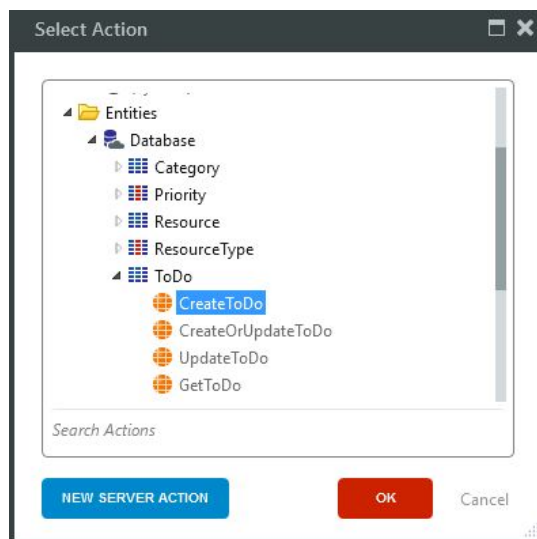 Select Action
Entities
Database
Category
Priority
Resource
ResourceType
ToDo
CreateToDo
CreateOrUpdateToDo
UpdateToDo
GetToDo
Search Actions
NEW SERVER ACTION
OK
Cancel